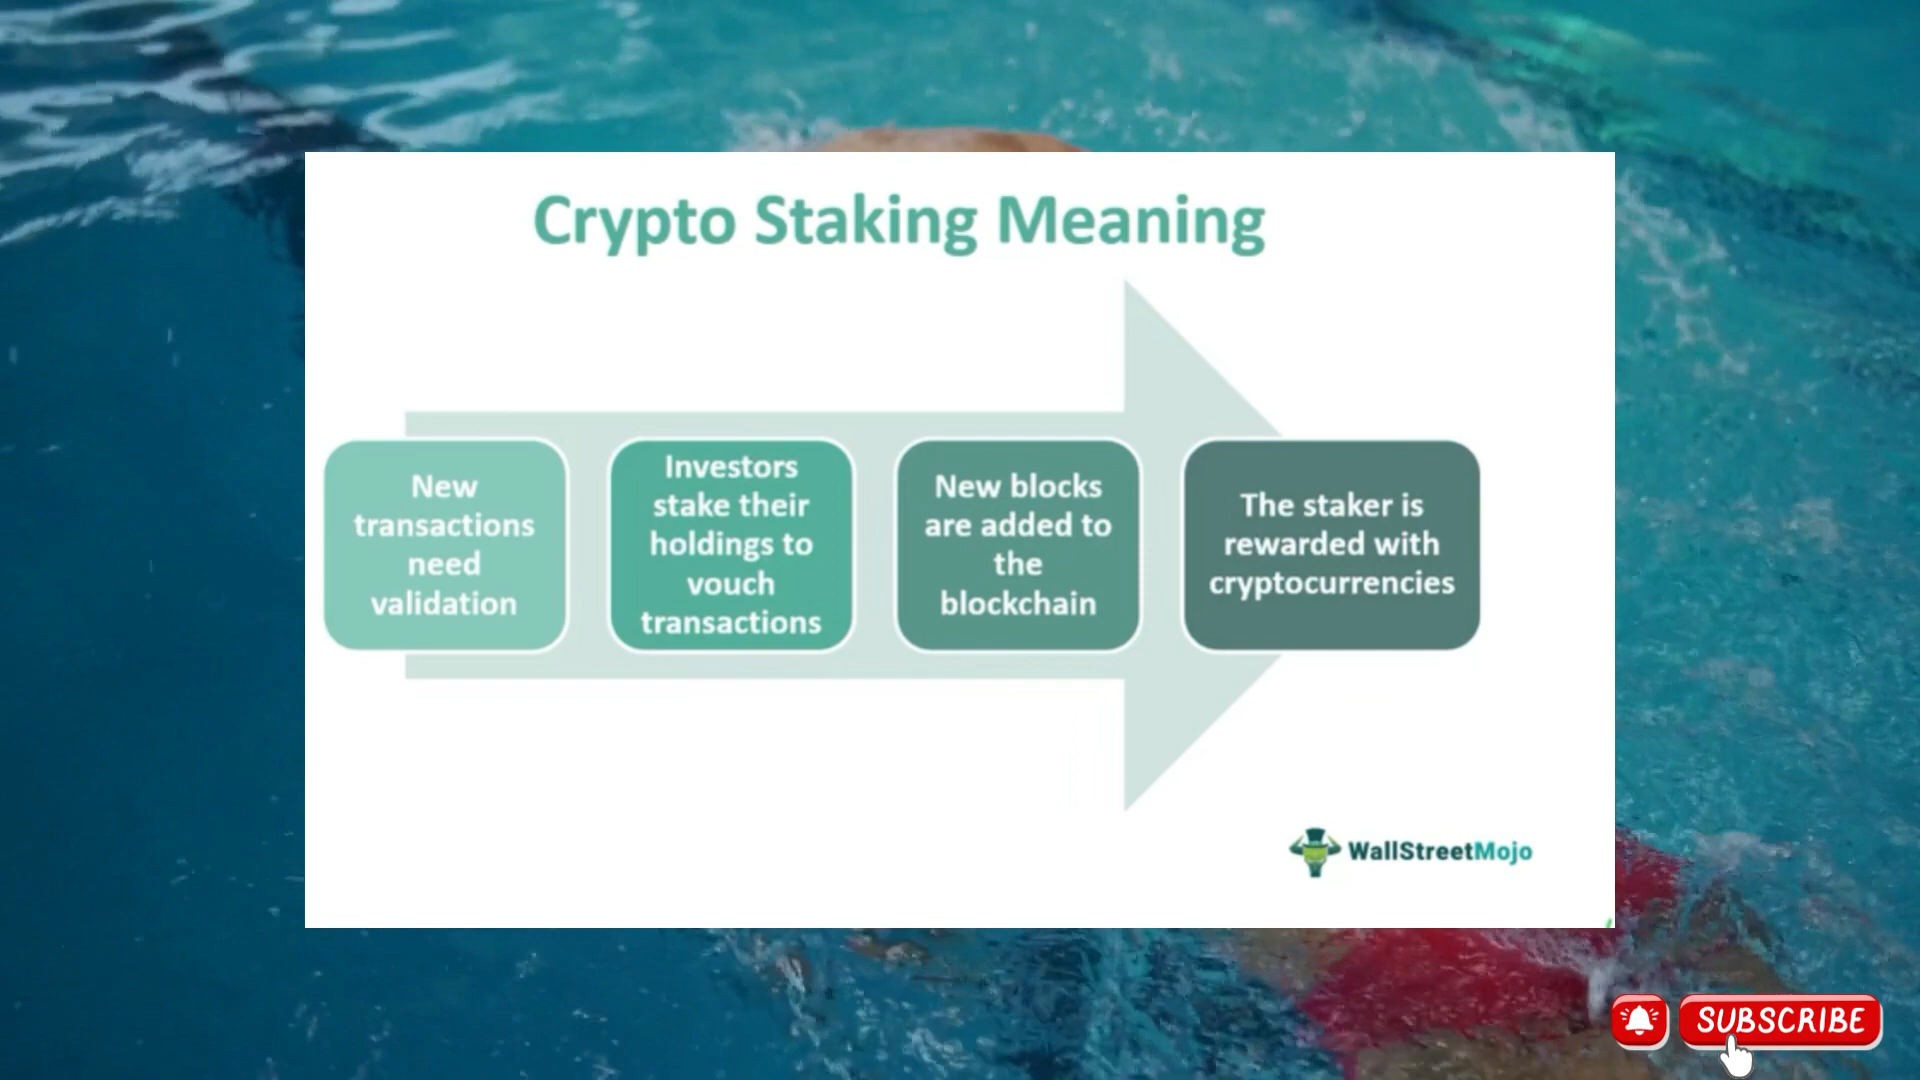 Crypto Staking Meaning
New
transactions
need
validation
Investors
stake their
holdings to
vouch
transactions
New blocks
are added to
the
blockchain
The staker is
rewarded with
cryptocurrencies
WallStreetMojo
SUBSCRIBE